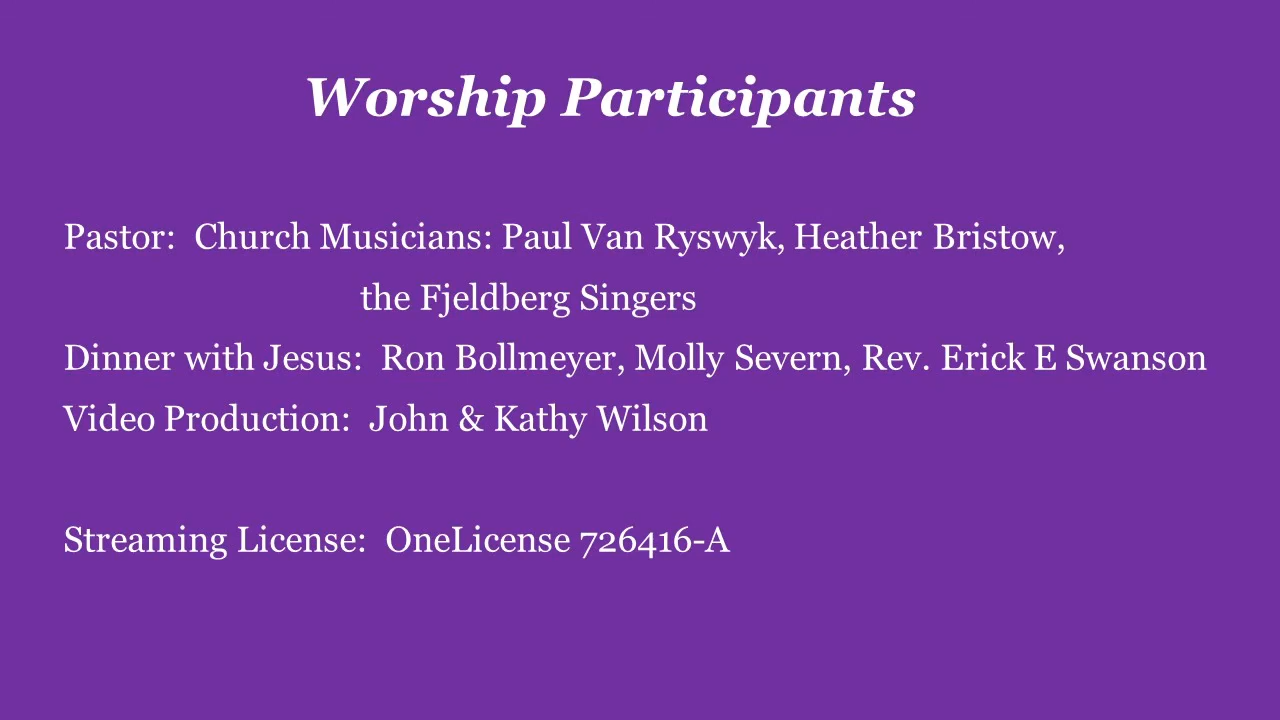 Worship Participants
Pastor:  Church Musicians: Paul Van Ryswyk, Heather Bristow,
the Fjeldberg Singers
Dinner with Jesus:  Ron Bollmeyer, Molly Severn, Rev. Erick E Swanson
Video Production:  John & Kathy Wilson
Streaming License:  OneLicense 726416-A